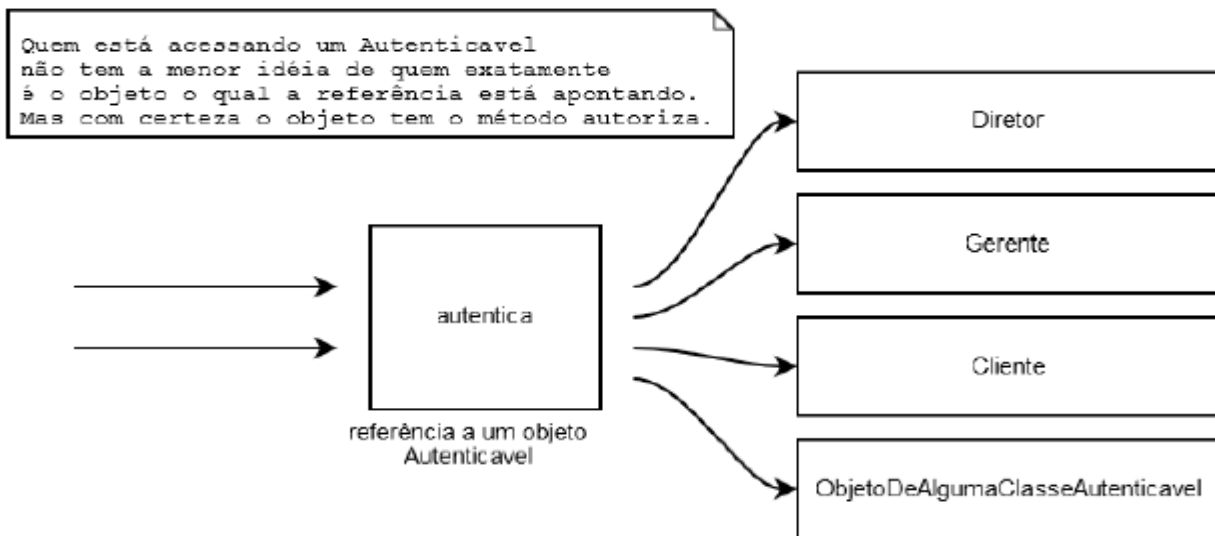 Quem está acessando um Autenticavel
não tem a menor idéia de quem exatamente
é o objeto o qual a referência está apontando.
Mas com certeza o objeto tem o método autoriza.
Diretor
Gerente
autentica
Cliente
referência a um objeto
Autenticavel
ObjetoDeAlgumaClasseAutenticavel